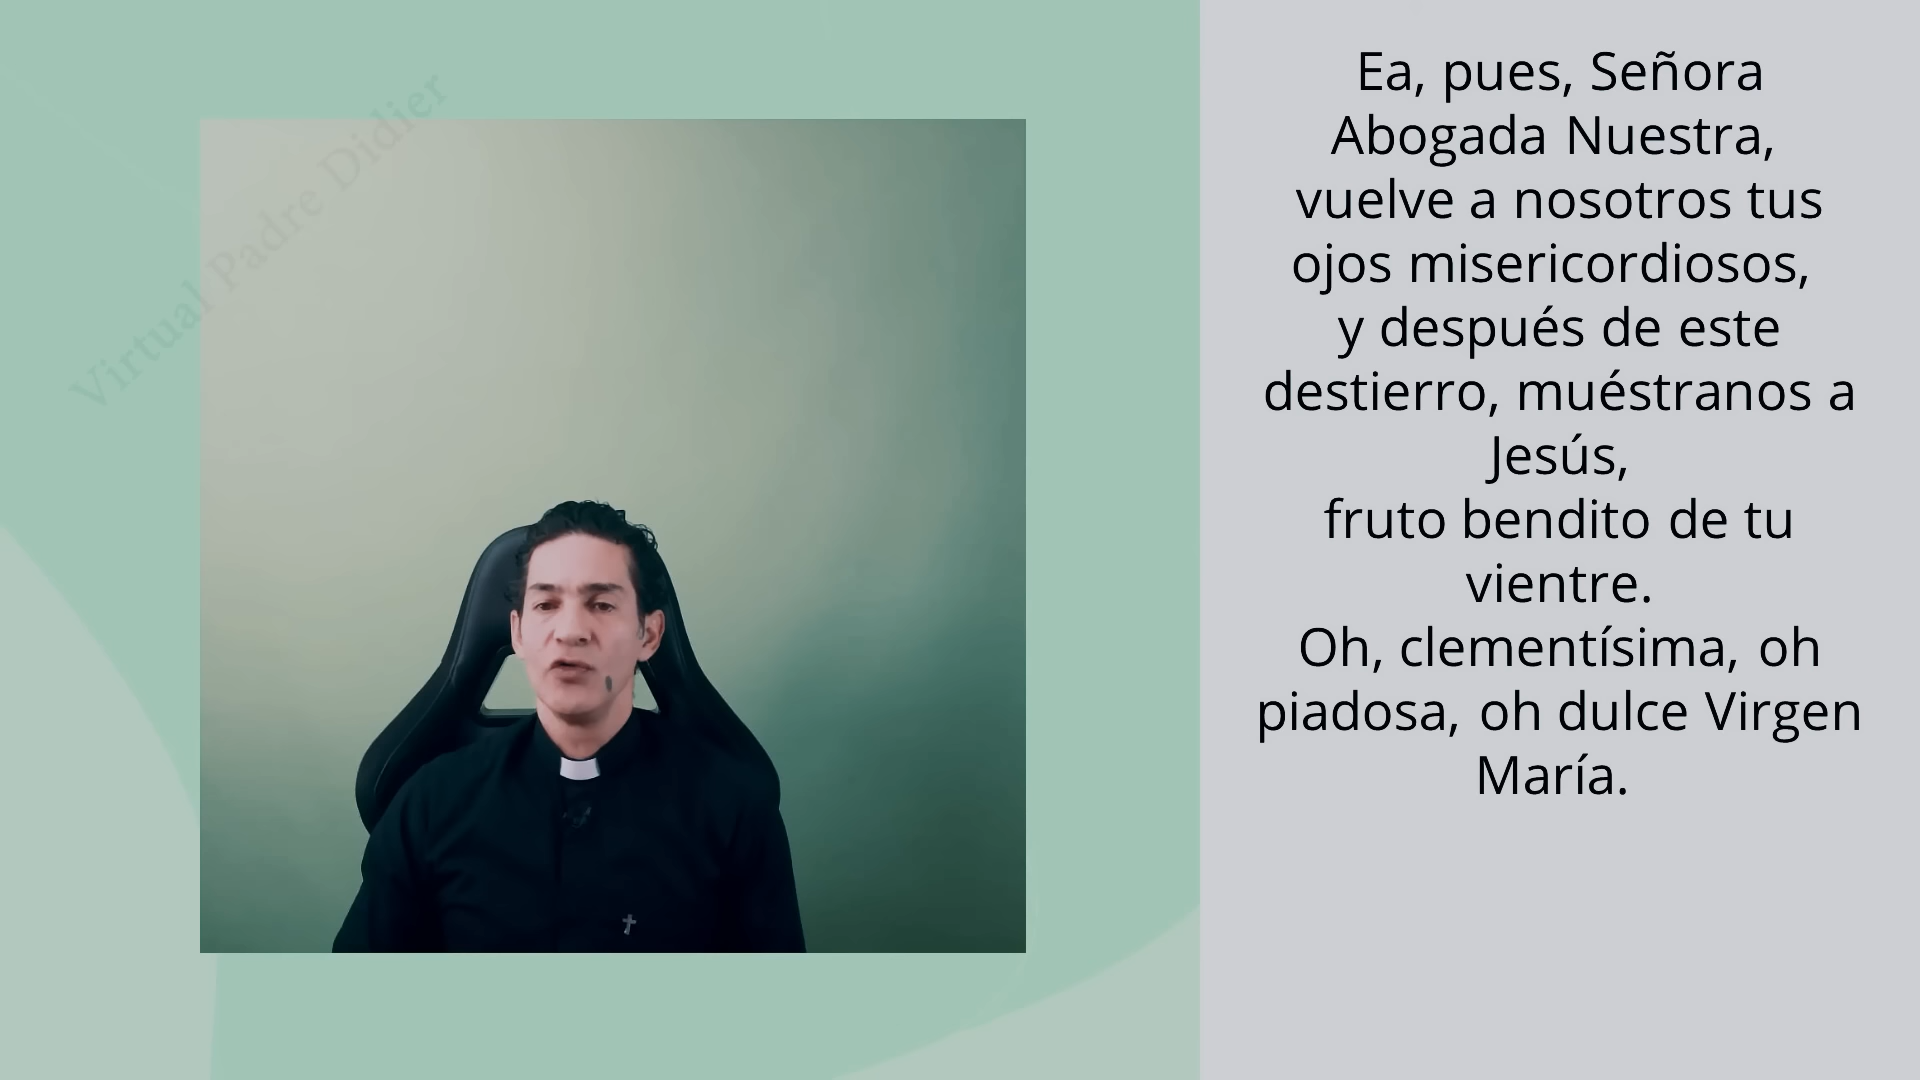 Virtual Padre Didier
Ea, pues, Señora
Abogada Nuestra,
vuelve a nosotros tus
ojos misericordiosos,
y después de este
destierro, muéstranos a
Jesús,
fruto bendito de tu
vientre.
Oh, clementísima, oh
piadosa, oh dulce Virgen
María.